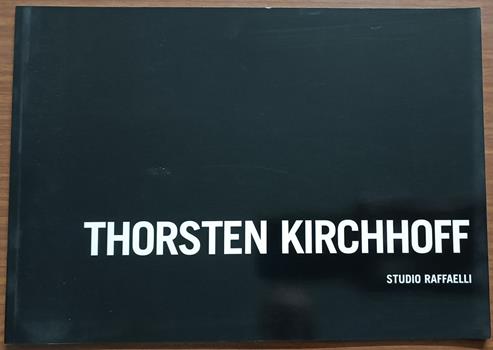 THORSTEN KIRCHHOFF
STUDIO RAFFAELLI